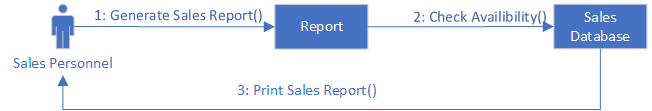 1: Generate Sales Report()
2: Check Availibility()
Report
Sales
Database
Sales Personnel
3: Print Sales Report()